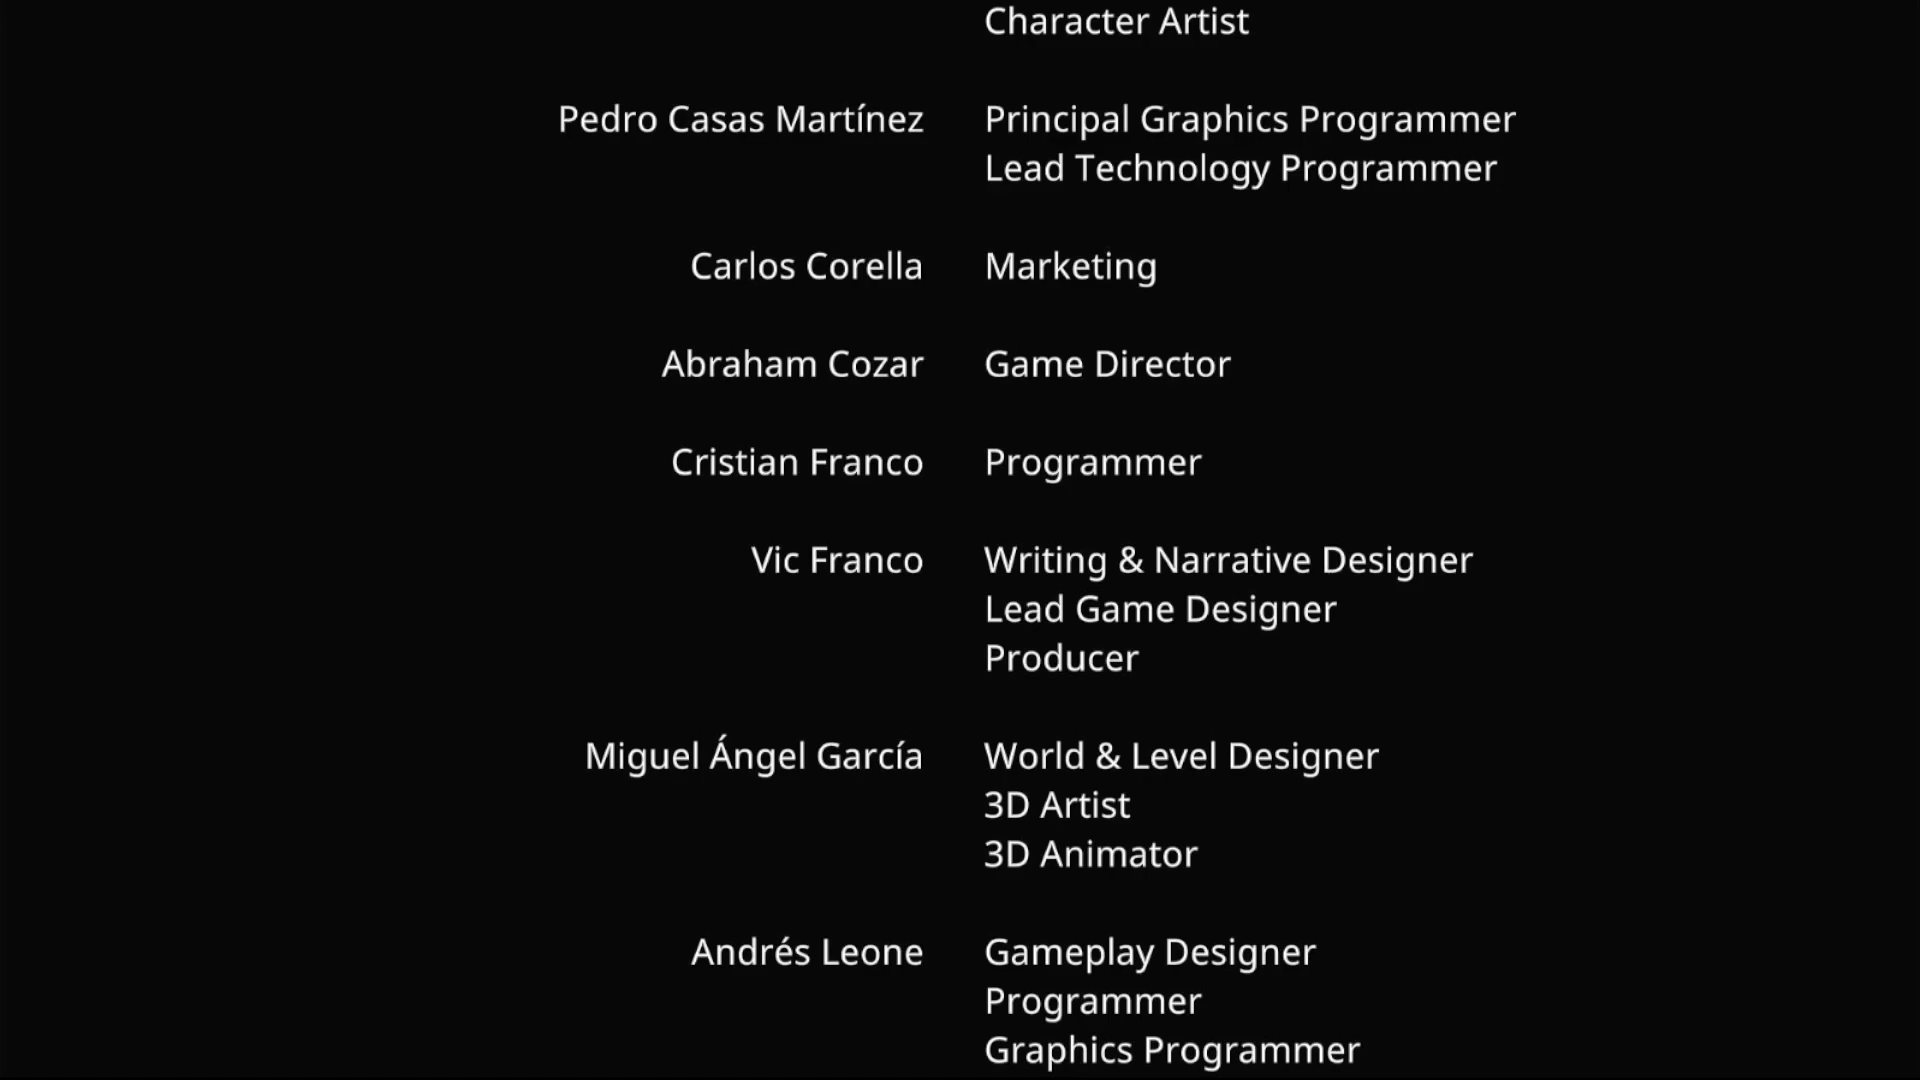 Character Artist
Pedro Casas Martínez Principal Graphics Programmer
Lead Technology Programmer
Carlos Corella Marketing
Abraham Cozar Game Director
Cristian Franco Programmer
Vic Franco Writing & Narrative Designer
Lead Game Designer
Producer
Miguel Ángel García World & Level Designer
3D Artist
3D Animator
Andrés Leone Gameplay Designer
Programmer
Graphics Programmer